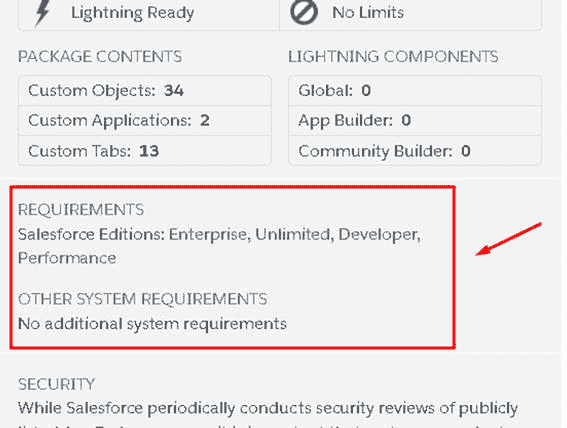 Lightning Ready
No Limits
PACKAGE CONTENTS
Custom Objects: 34
Custom Applications: 2
Custom Tabs: 13
LIGHTNING COMPONENTS
Global: 0
App Builder: 0
Community Builder: 0
REQUIREMENTS
Salesforce Editions: Enterprise, Unlimited, Developer,
Performance
OTHER SYSTEM REQUIREMENTS
No additional system requirements
SECURITY
While Salesforce periodically conducts security reviews of publicly